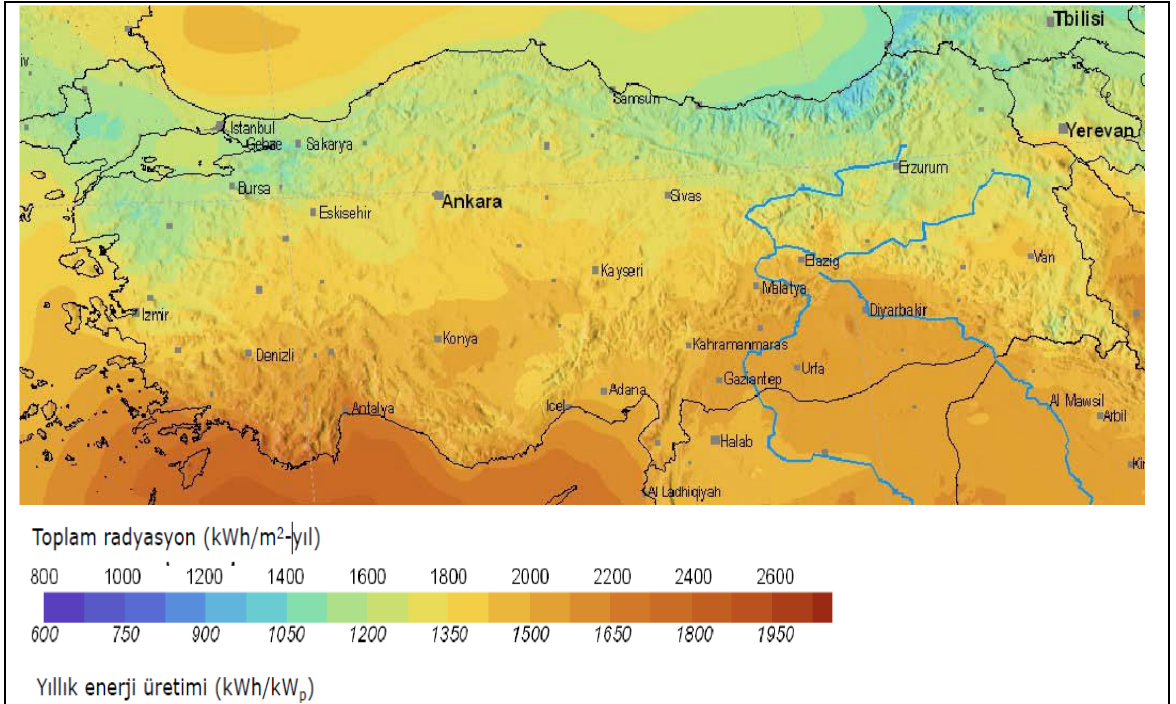 Tbilisi
iv.
Samsun
Istanbul
Gebze
Sakarya
Yerevan
Erzurum
Bursa
Ankara
Sivas
Eskisehir
Van
Elazig
Kayseri
Malatya
Izmir
Diyarbakir
Konya
Kahramanmaras
Denizli
Urfa
Gaziantep
Adana
Antalya
Icel
Al Mawsil
Arbil
Halab
Kir
Al Ladhiqiyah
Toplam radyasyon (kWh/m²-yıl)
800 1000 1200 1400 1600 1800 2000 2200 2400 2600
600 750 900 1050 1200 1350 1500 1650 1800 1950
Yıllık enerji üretimi (kWh/kWp)